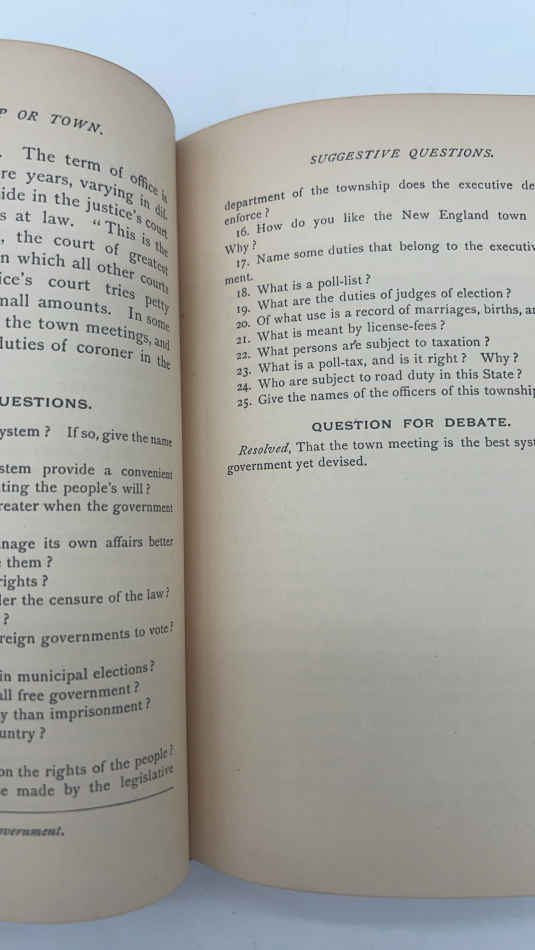 P OR TOWN.
. The term of office is
re years, varying in dif-
side in the justice's court
s at law. "This is the
, the court of greatest
n which all other courts
ice's court tries petty
mall amounts. In some
the town meetings, and
duties of coroner in the
UESTIONS.
ystem? If so, give the name
stem provide a convenient
ting the people's will?
reater when the government
nage its own affairs better
them?
rights?
der the censure of the law?
?
reign governments to vote?
in municipal elections?
all free government?
y than imprisonment?
untry?
on the rights of the people?
e made by the legislative
overnment.
SUGGESTIVE QUESTIONS.
department of the township does the executive de
enforce?
16. How do you like the New England town
Why?
17. Name some duties that belong to the executiv
ment.
18. What is a poll-list?
19. What are the duties of judges of election?
20. Of what use is a record of marriages, births, an
21. What is meant by license-fees?
22. What persons are subject to taxation?
23. What is a poll-tax, and is it right? Why?
24. Who are subject to road duty in this State?
25. Give the names of the officers of this township
QUESTION FOR DEBATE.
Resolved, That the town meeting is the best syst
government yet devised.